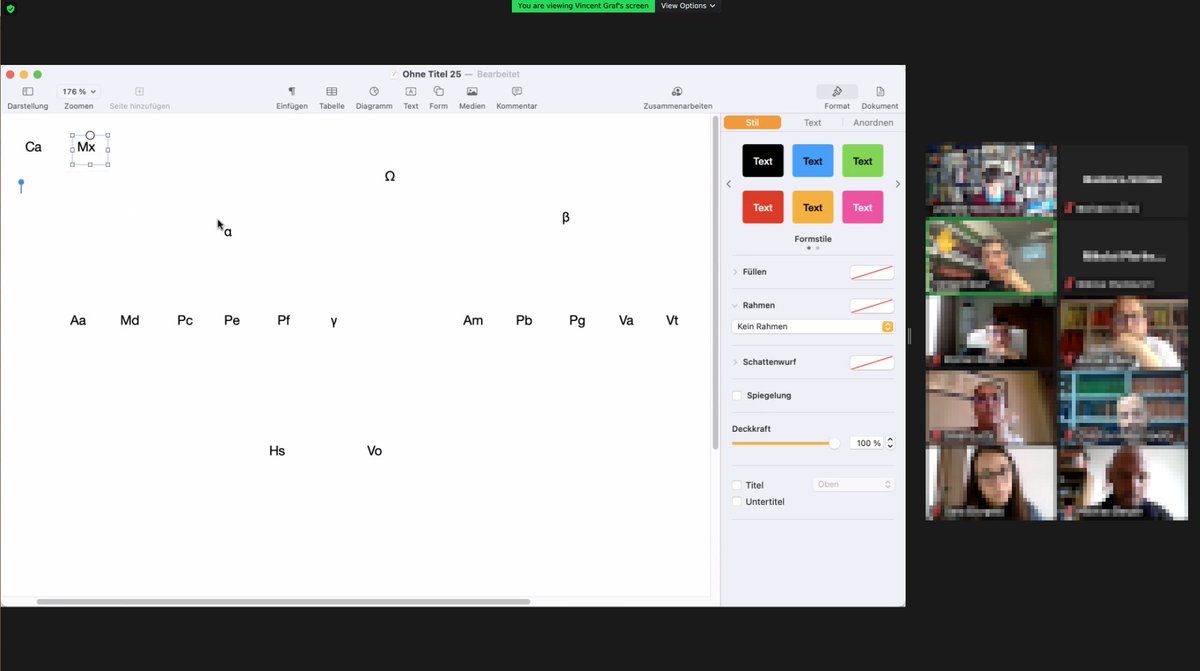 You are viewing Vincent Graf's screen View Options
Ohne Titel 25 — Bearbeitet
176 %
Darstellung Zoomen Seite hinzufügen Einfügen Tabelle Diagramm Text Form Medien Kommentar Zusammenarbeiten Format Dokument
Stil Text Anordnen
Ca Mx
Text Text Text
Ω
Text Text Text
β
α
Formstile
Füllen
Rahmen
Aa Md Pc Pe Pf γ Am Pb Pg Va Vt
Kein Rahmen
Schattenwurf
Spiegelung
Deckkraft
100 %
Hs Vo
Titel Oben
Untertitel